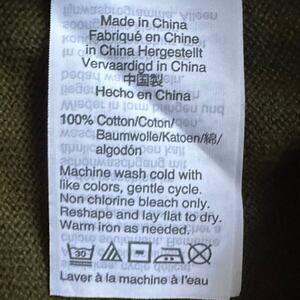 Made in China
Fabriqué en Chine
in China Hergestellt
Vervaardigd in China
中国製
Hecho en China
100% Cotton/Coton/
Baumwolle/Katoen/綿/
algodón
Machine wash cold with
like colors, gentle cycle.
Non chlorine bleach only.
Reshape and lay flat to dry.
Warm iron as needed.
30
Laver à la machine à l'eau